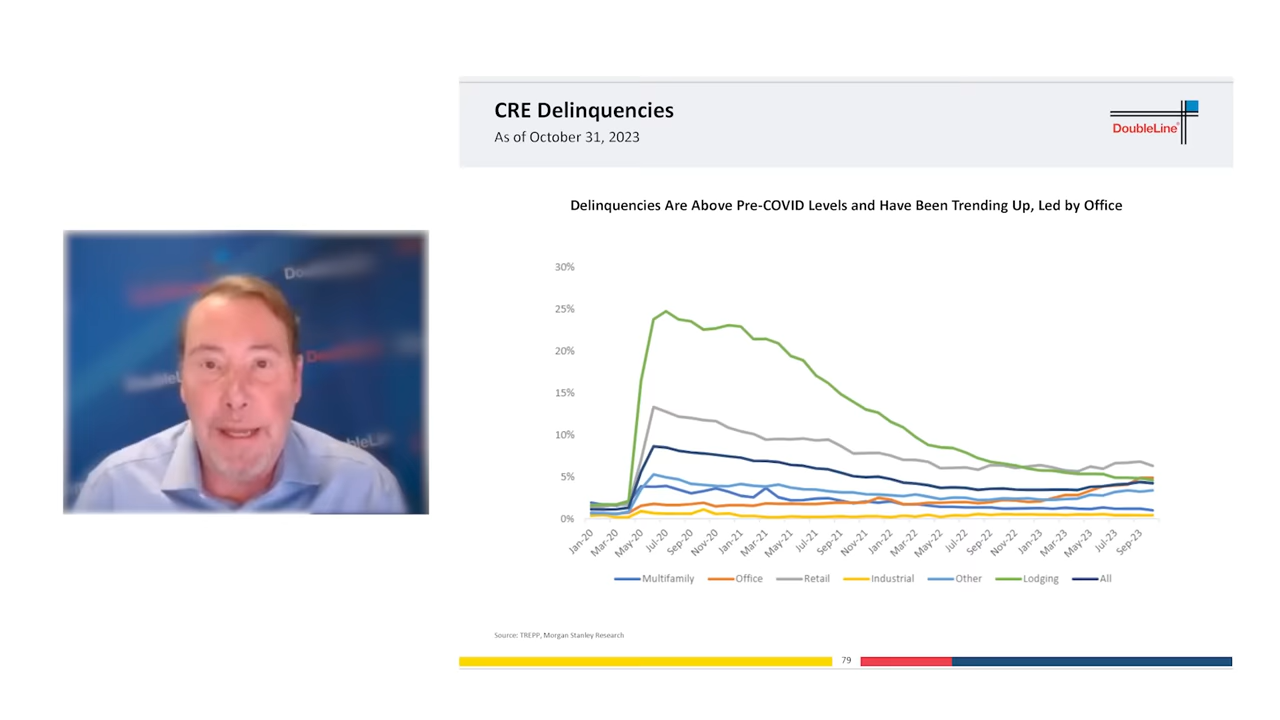 CRE Delinquencies
As of October 31, 2023
DoubleLine®
Delinquencies Are Above Pre-COVID Levels and Have Been Trending Up, Led by Office
30%
25%
20%
15%
10%
5%
0%
Jan-20 Mar-20 May-20 Jul-20 Sep-20 Nov-20 Jan-21 Mar-21 May-21 Jul-21 Sep-21 Nov-21 Jan-22 Mar-22 May-22 Jul-22 Sep-22 Nov-22 Jan-23 Mar-23 May-23 Jul-23 Sep-23
Multifamily Office Retail Industrial Other Lodging All
Source: TREPP, Morgan Stanley Research
79